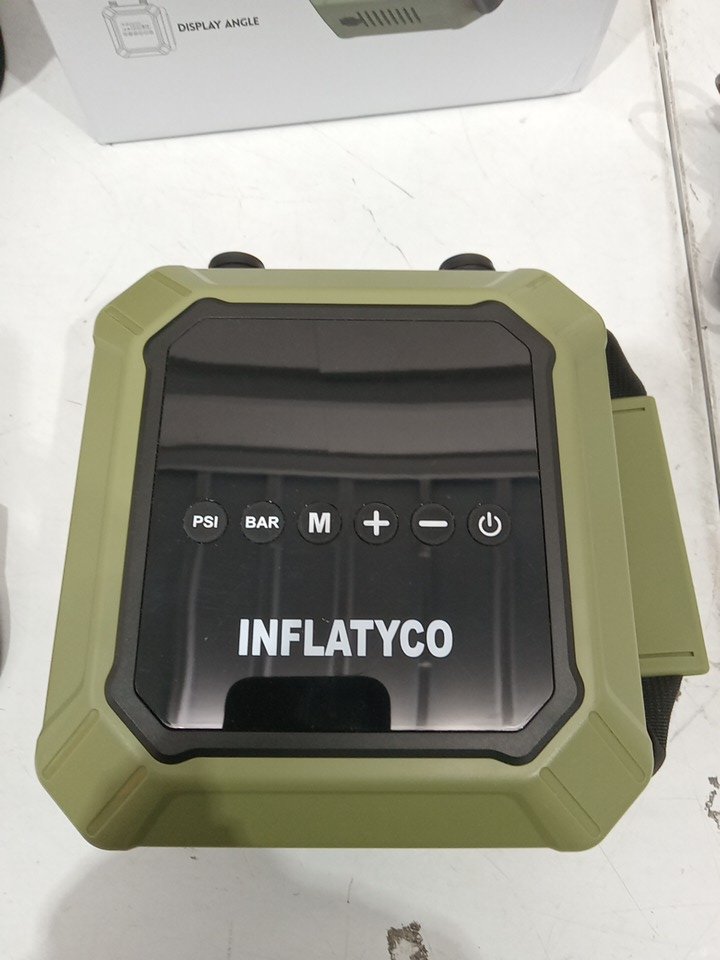 DISPLAY ANGLE
PSI BAR M + − 
INFLATYCO